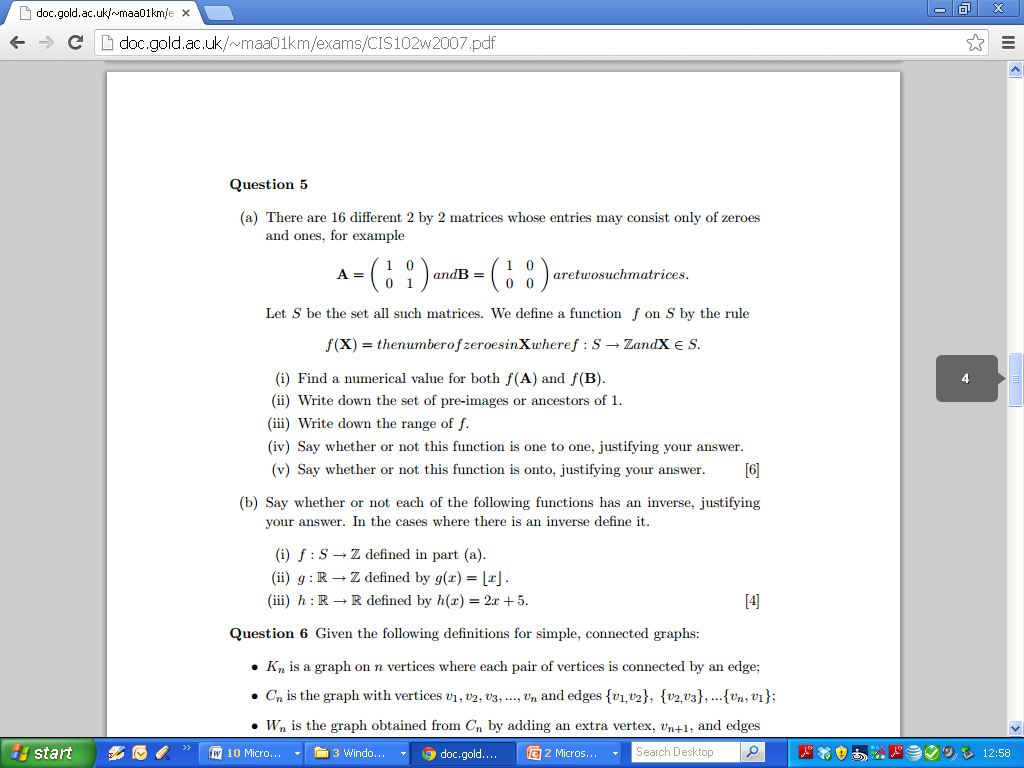 doc.gold.ac.uk/~maa01km/e
doc.gold.ac.uk/~maa01km/exams/CIS102w2007.pdf
Question 5
(a) There are 16 different 2 by 2 matrices whose entries may consist only of zeroes
and ones, for example
A = ( 1 0 0 1 ) andB = ( 1 0 0 0 ) aretwosuchmatrices.
Let S be the set all such matrices. We define a function f on S by the rule
f(X) = thenumberofzeroesinXwheref : S → ℤandX ∈ S.
(i) Find a numerical value for both f(A) and f(B).
(ii) Write down the set of pre-images or ancestors of 1.
4
(iii) Write down the range of f.
(iv) Say whether or not this function is one to one, justifying your answer.
(v) Say whether or not this function is onto, justifying your answer. [6]
(b) Say whether or not each of the following functions has an inverse, justifying
your answer. In the cases where there is an inverse define it.
(i) f : S → ℤ defined in part (a).
(ii) g : ℝ → ℤ defined by g(x) = ⌊x⌋.
(iii) h : ℝ → ℝ defined by h(x) = 2x + 5. [4]
Question 6 Given the following definitions for simple, connected graphs:
• Kn is a graph on n vertices where each pair of vertices is connected by an edge;
• Cn is the graph with vertices v1, v2, v3, ..., vn and edges {v1,v2}, {v2,v3},...{vn, v1};
• Wn is the graph obtained from Cn by adding an extra vertex, vn+1, and edges
start
10 Micro...
3 Windo...
doc.gold....
2 Micros...
Search Desktop
12:58